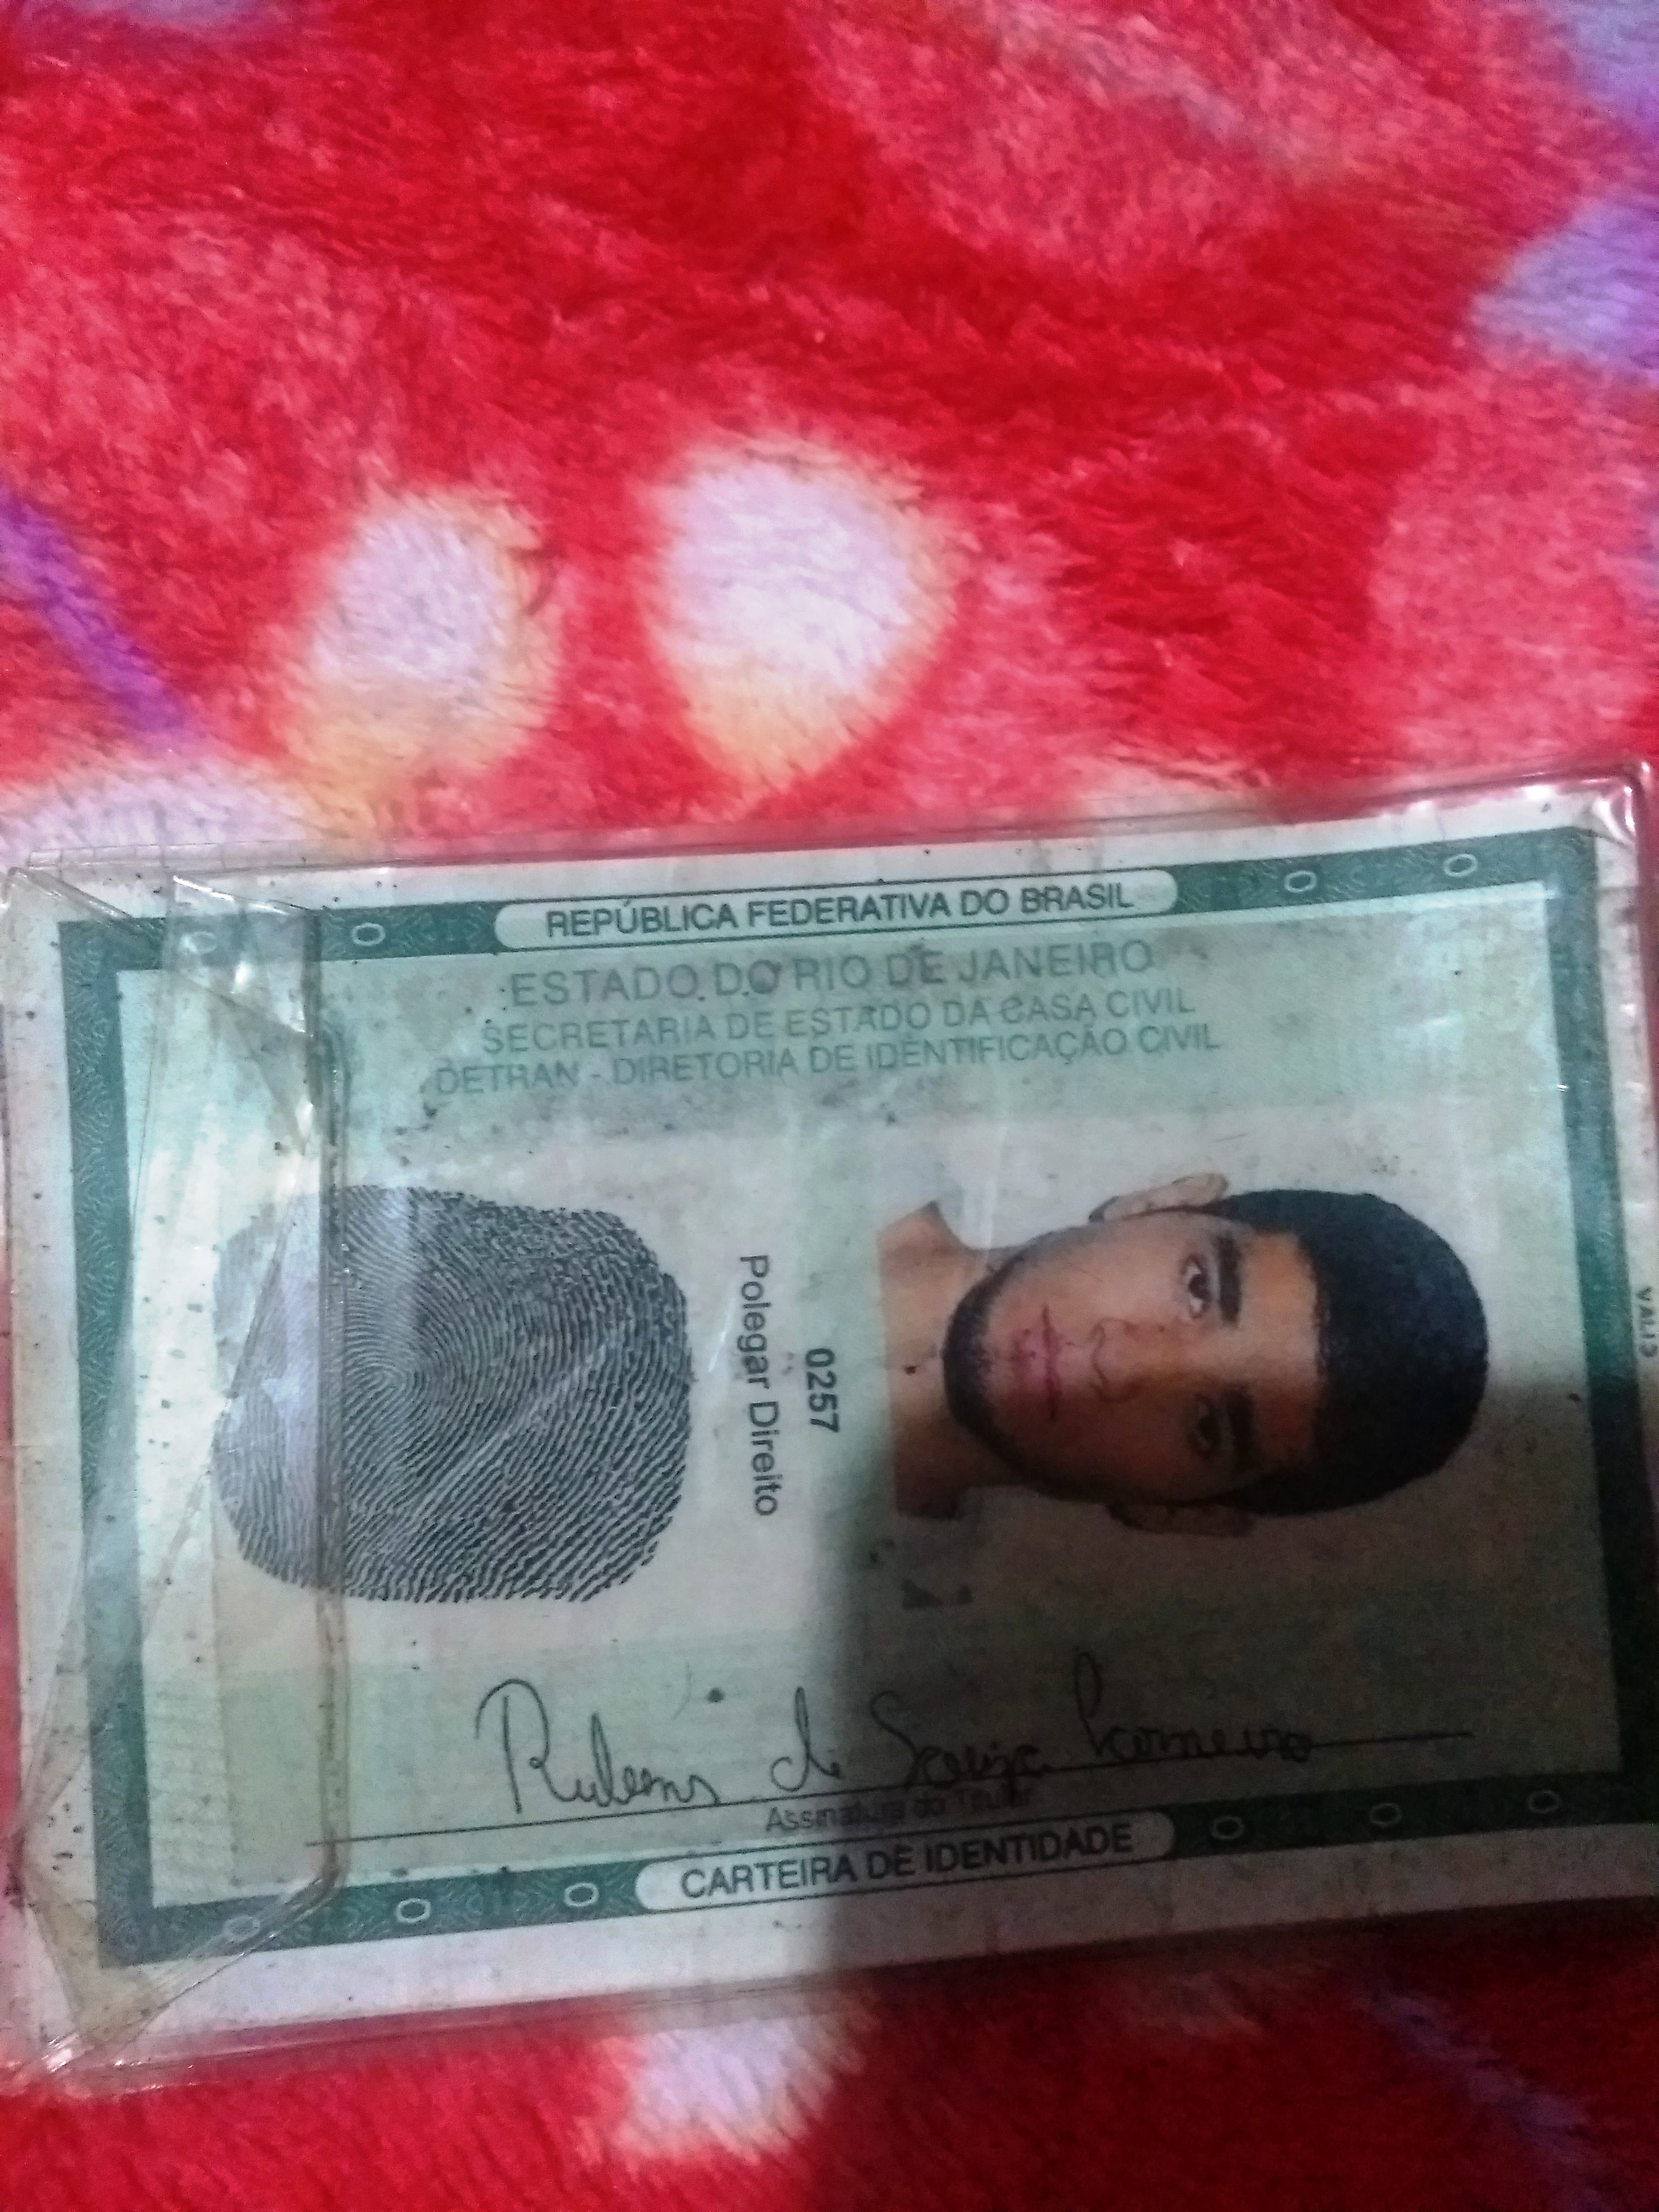 REPÚBLICA FEDERATIVA DO BRASIL
ESTADO DO RIO DE JANEIRO
SECRETARIA DE ESTADO DA CASA CIVIL
DETRAN - DIRETORIA DE IDENTIFICAÇÃO CIVIL
0257
Polegar Direito
Rubens de Souza Carneiro
Assinatura do Titular
CARTEIRA DE IDENTIDADE